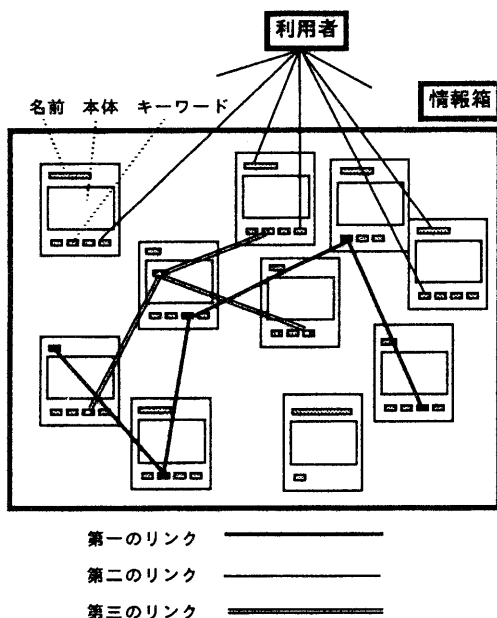 利用者
情報箱
名前 本体 キーワード
第一のリンク
第二のリンク
第三のリンク